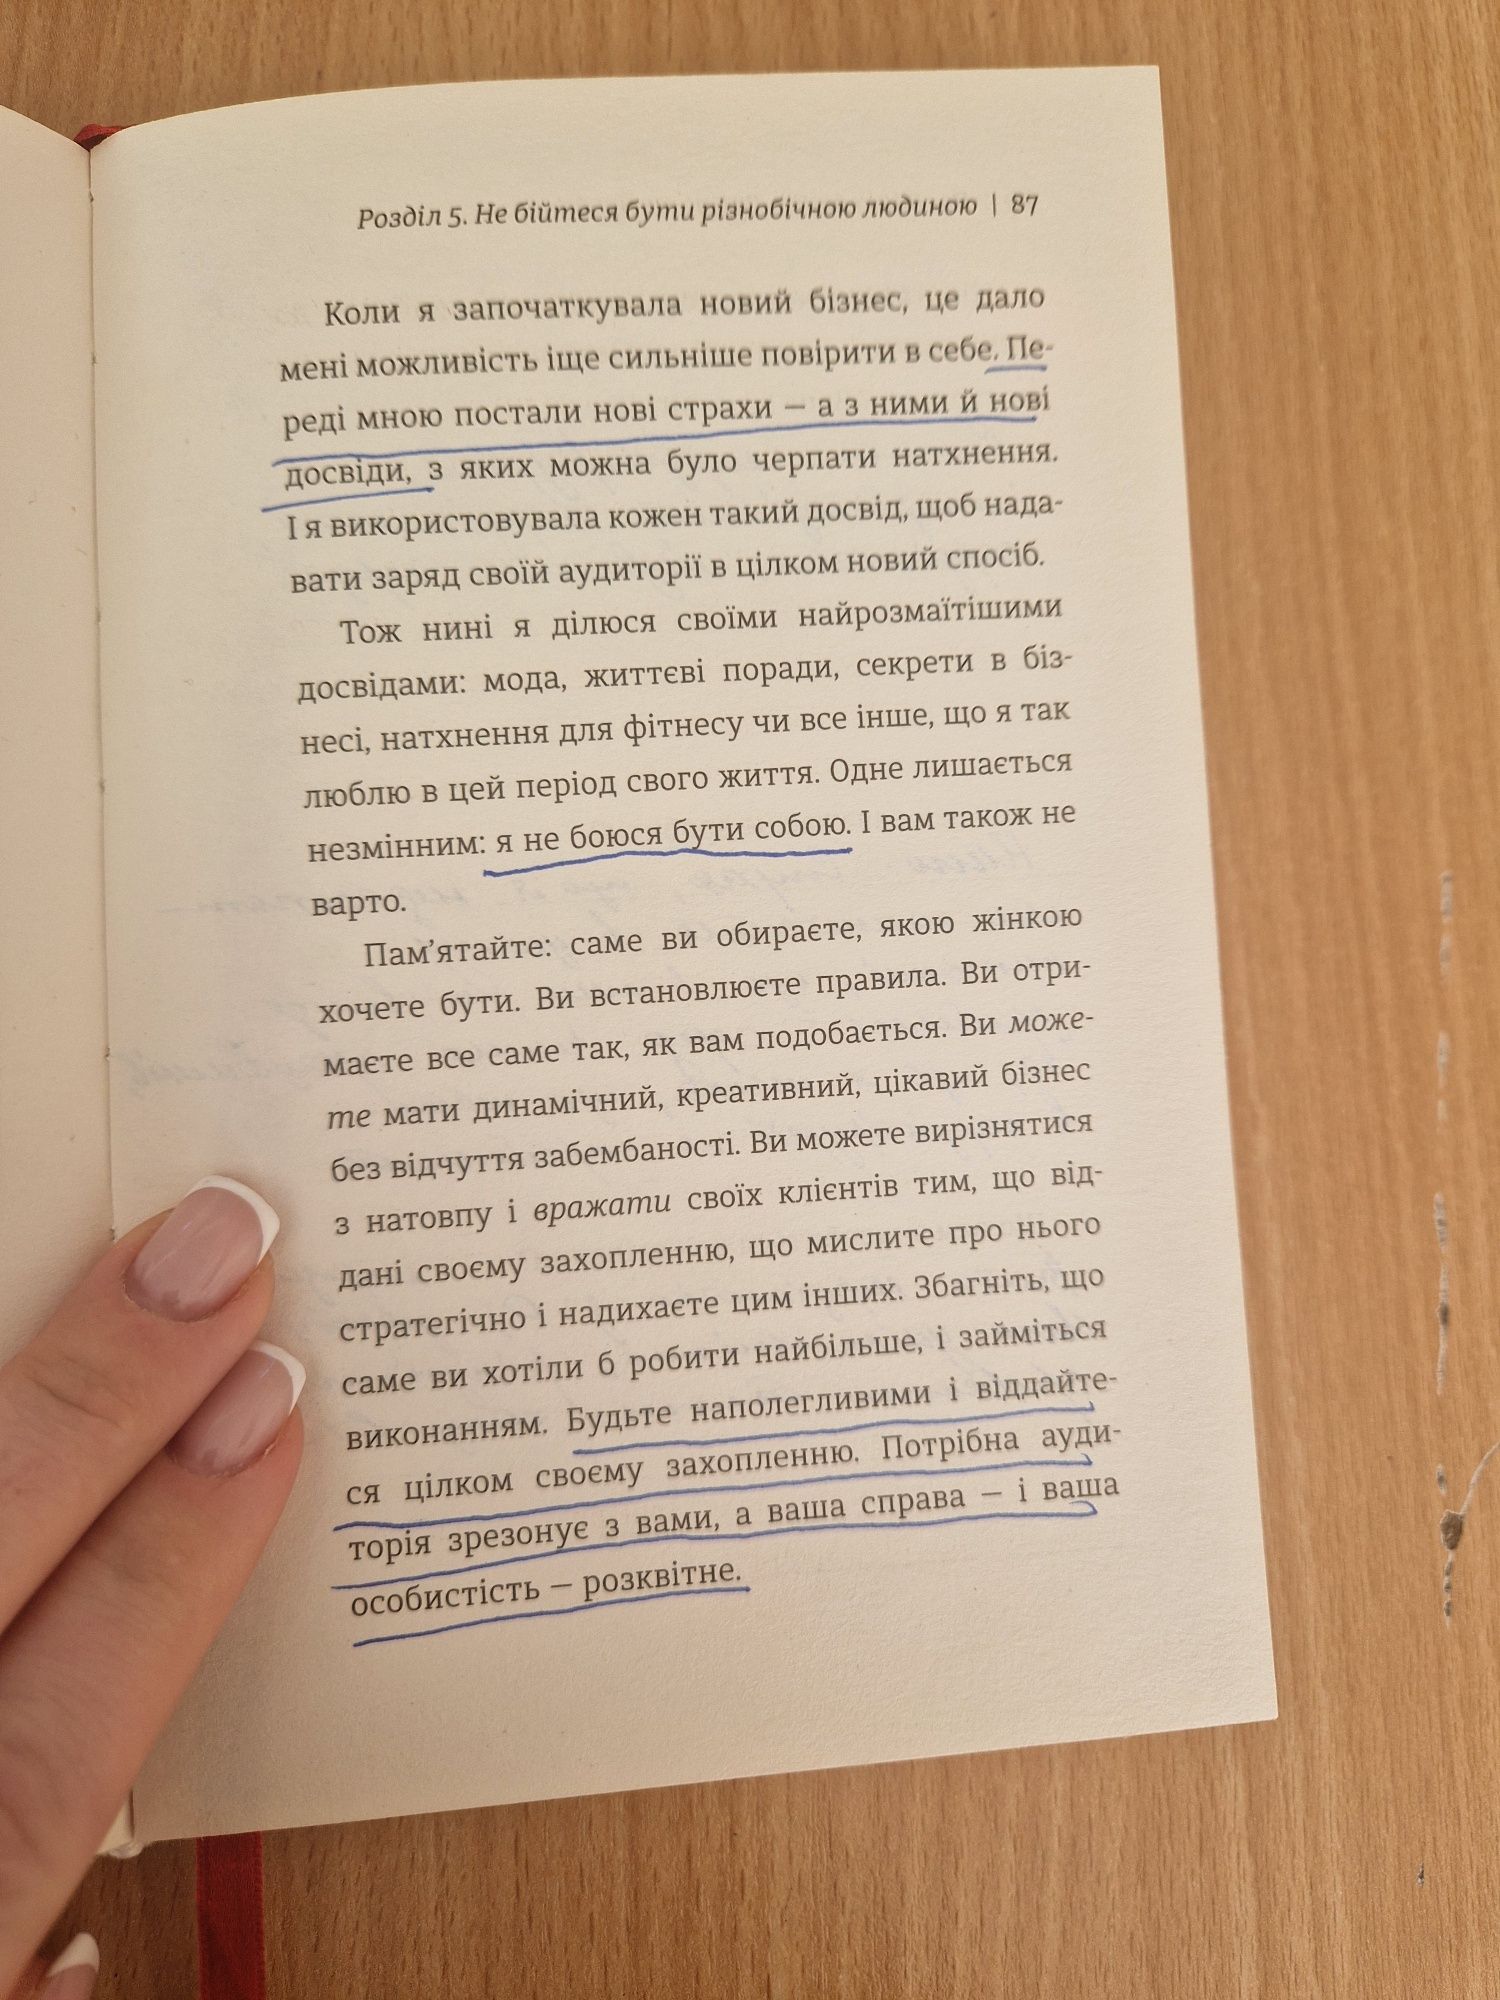 Розділ 5. Не бійтеся бути різнобічною людиною | 87
Коли я започаткувала новий бізнес, це дало
мені можливість іще сильніше повірити в себе. Пе-
реді мною постали нові страхи — а з ними й нові
досвіди, з яких можна було черпати натхнення.
І я використовувала кожен такий досвід, щоб нада-
вати заряд своїй аудиторії в цілком новий спосіб.
Тож нині я ділюся своїми найрозмаїтішими
досвідами: мода, життєві поради, секрети в біз-
несі, натхнення для фітнесу чи все інше, що я так
люблю в цей період свого життя. Одне лишається
незмінним: я не боюся бути собою. І вам також не
варто.
Пам’ятайте: саме ви обираєте, якою жінкою
хочете бути. Ви встановлюєте правила. Ви отри-
маєте все саме так, як вам подобається. Ви може-
те мати динамічний, креативний, цікавий бізнес
без відчуття забембаності. Ви можете вирізнятися
з натовпу і вражати своїх клієнтів тим, що від-
дані своєму захопленню, що мислите про нього
стратегічно і надихаєте цим інших. Збагніть, що
саме ви хотіли б робити найбільше, і займіться
виконанням. Будьте наполегливими і віддайте-
ся цілком своєму захопленню. Потрібна ауди-
торія зрезонує з вами, а ваша справа — і ваша
особистість — розквітне.